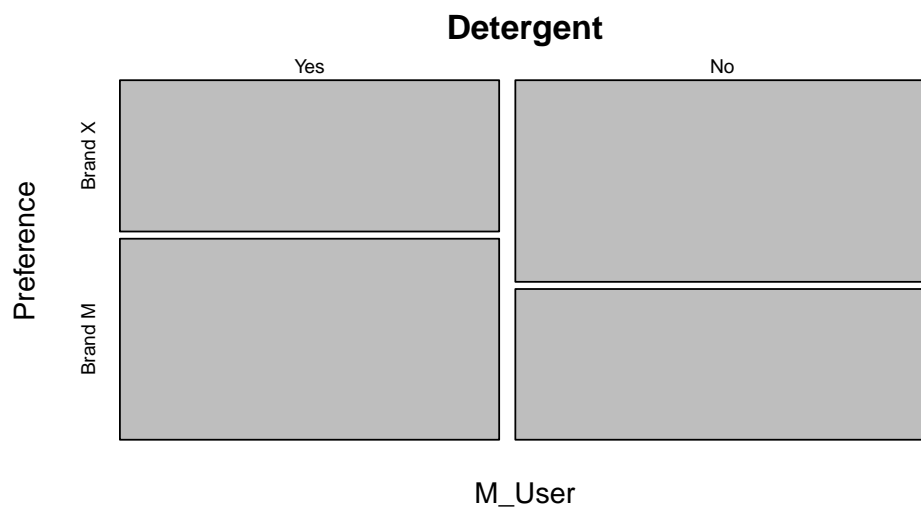 Detergent
Yes
No
Brand X
Brand M
Preference
M_User